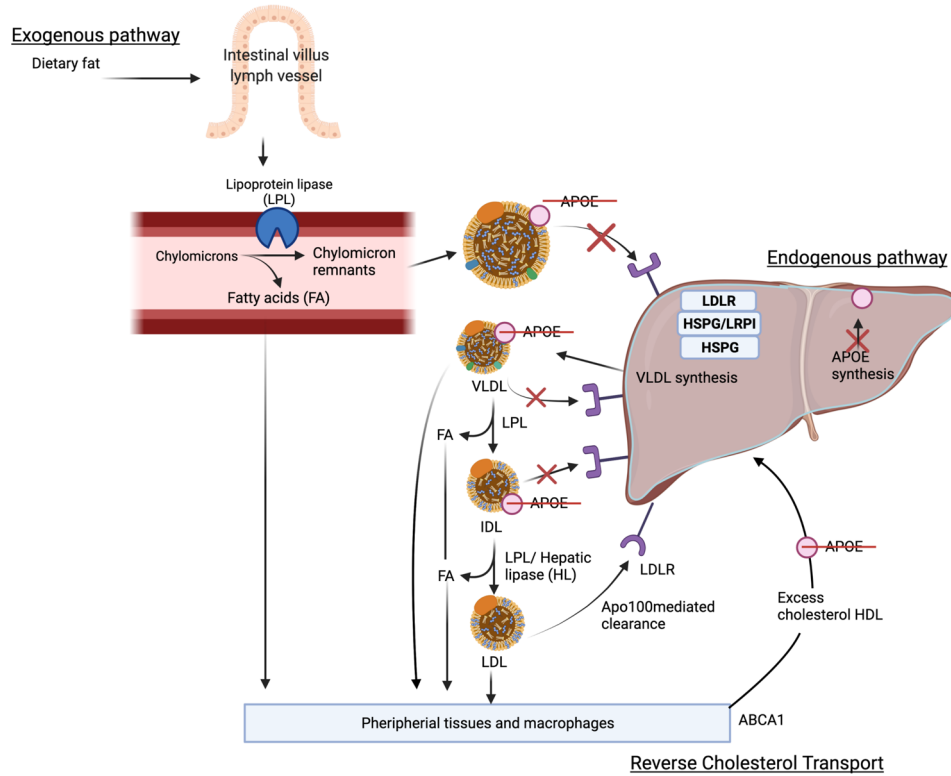 Exogenous pathway
Dietary fat
Intestinal villus
lymph vessel
Lipoprotein lipase
(LPL)
Chylomicrons
Chylomicron
remnants
Fatty acids (FA)
APOE
Endogenous pathway
LDLR
HSPG/LRPI
HSPG
APOE
synthesis
VLDL synthesis
APOE
VLDL
LPL
FA
APOE
IDL
LPL/ Hepatic
lipase (HL)
FA
LDLR
Apo100mediated
clearance
LDL
APOE
Excess
cholesterol HDL
Pheripherial tissues and macrophages
ABCA1
Reverse Cholesterol Transport